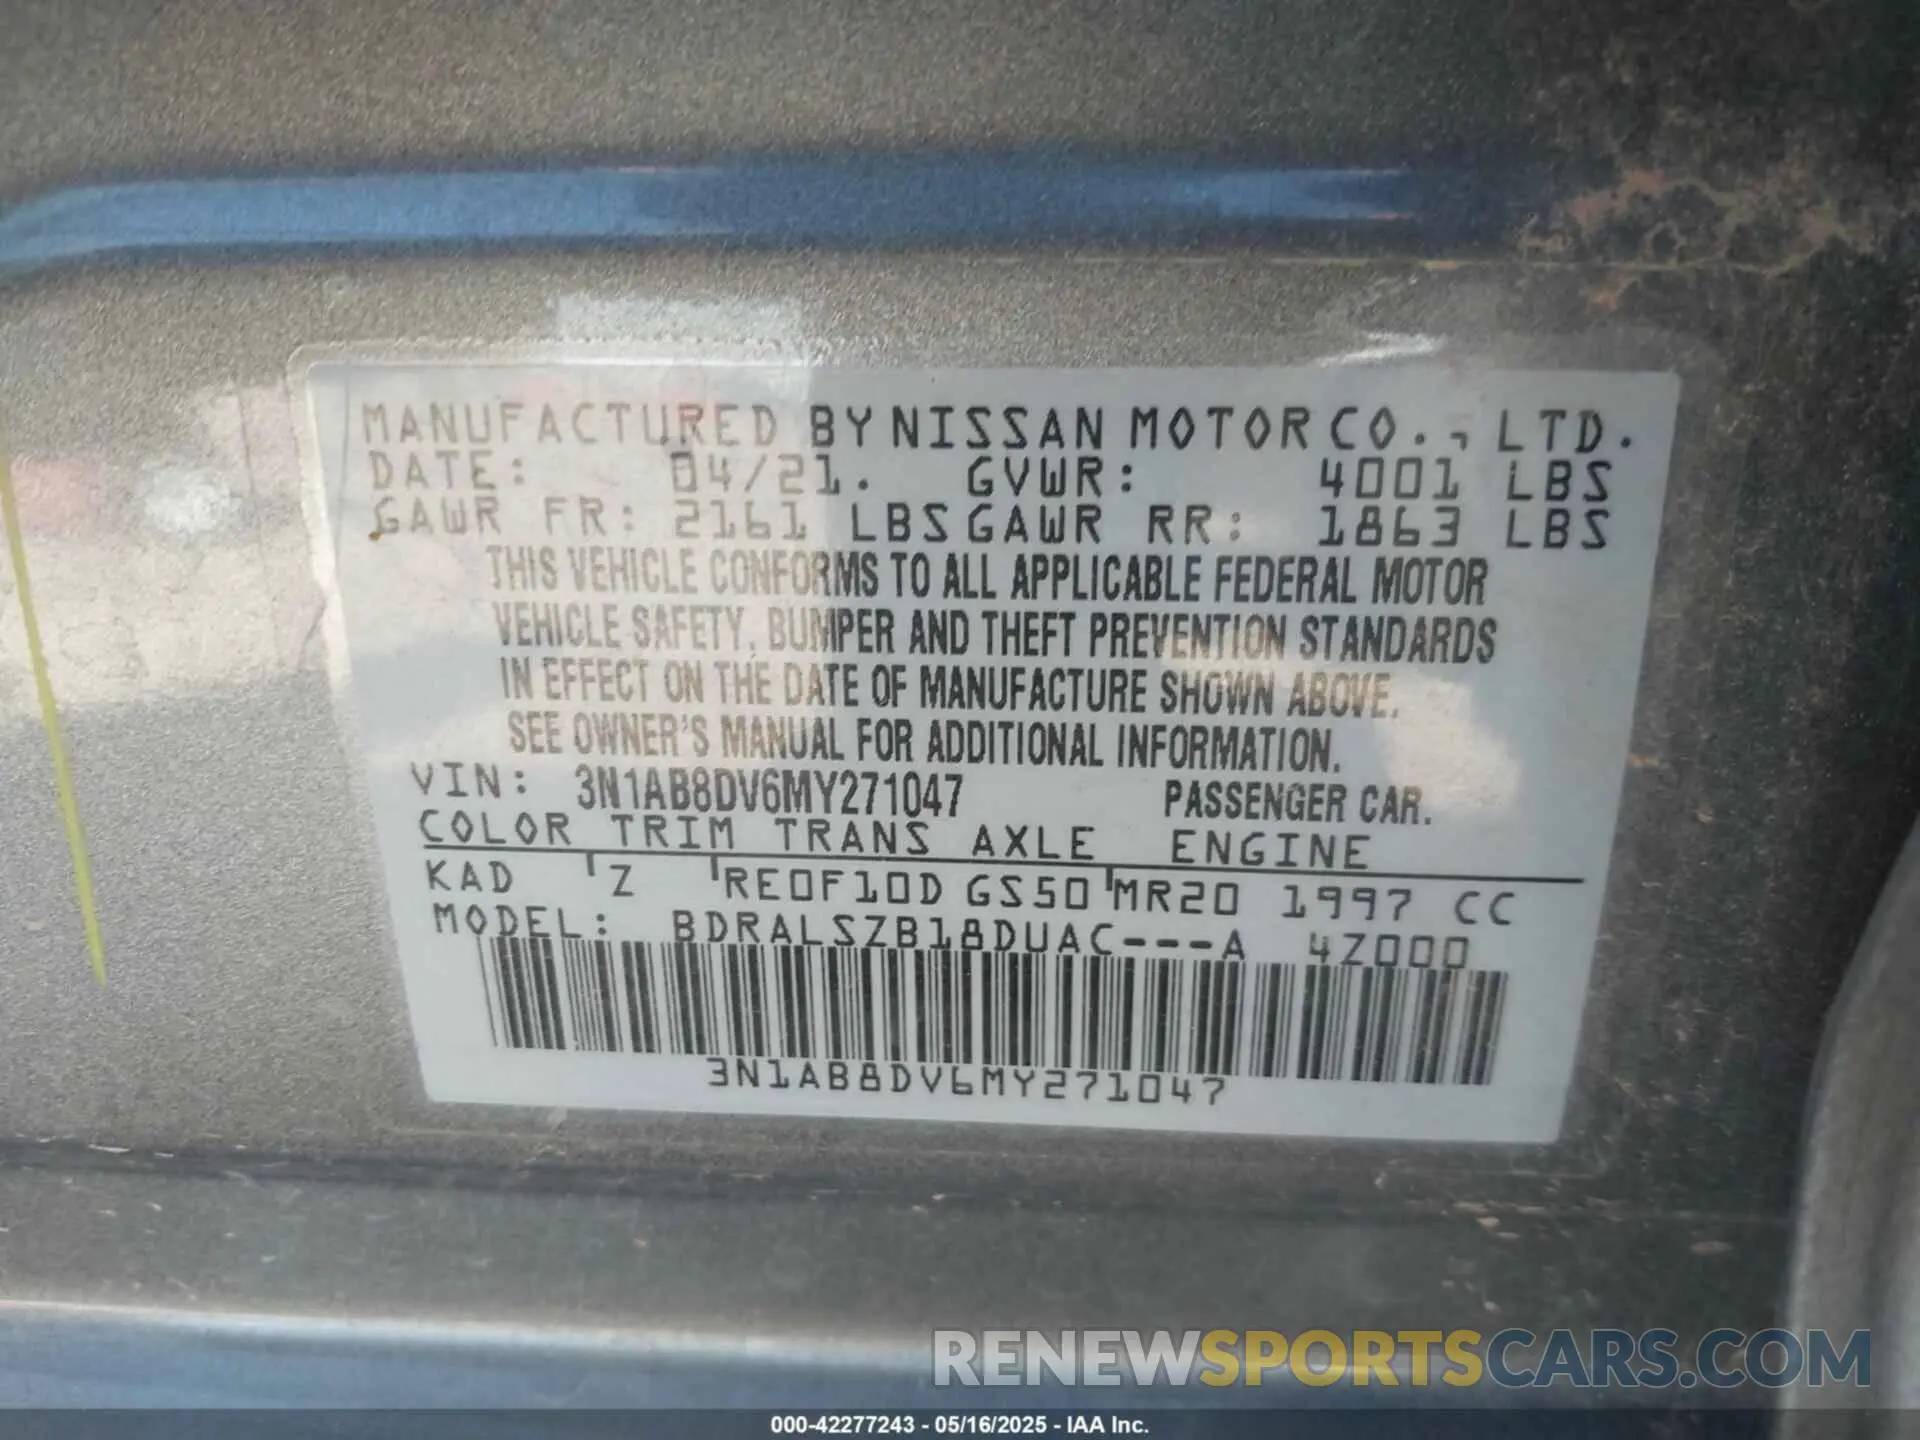 MANUFACTURED BY NISSAN MOTOR CO., LTD.
DATE: 04/21. GVWR: 4001 LBS
GAWR FR: 2161 LBS GAWR RR: 1863 LBS
THIS VEHICLE CONFORMS TO ALL APPLICABLE FEDERAL MOTOR
VEHICLE SAFETY, BUMPER AND THEFT PREVENTION STANDARDS
IN EFFECT ON THE DATE OF MANUFACTURE SHOWN ABOVE.
SEE OWNER'S MANUAL FOR ADDITIONAL INFORMATION.
VIN: 3N1AB8DV6MY271047 PASSENGER CAR.
COLOR TRIM TRANS AXLE ENGINE
KAD Z RE0F10D GS50 MR20 1997 CC
MODEL: BDRALSZB18DUAC---A 4Z000
3N1AB8DV6MY271047
RENEWSPORTSCARS.COM
000-42277243 - 05/16/2025 - IAA Inc.